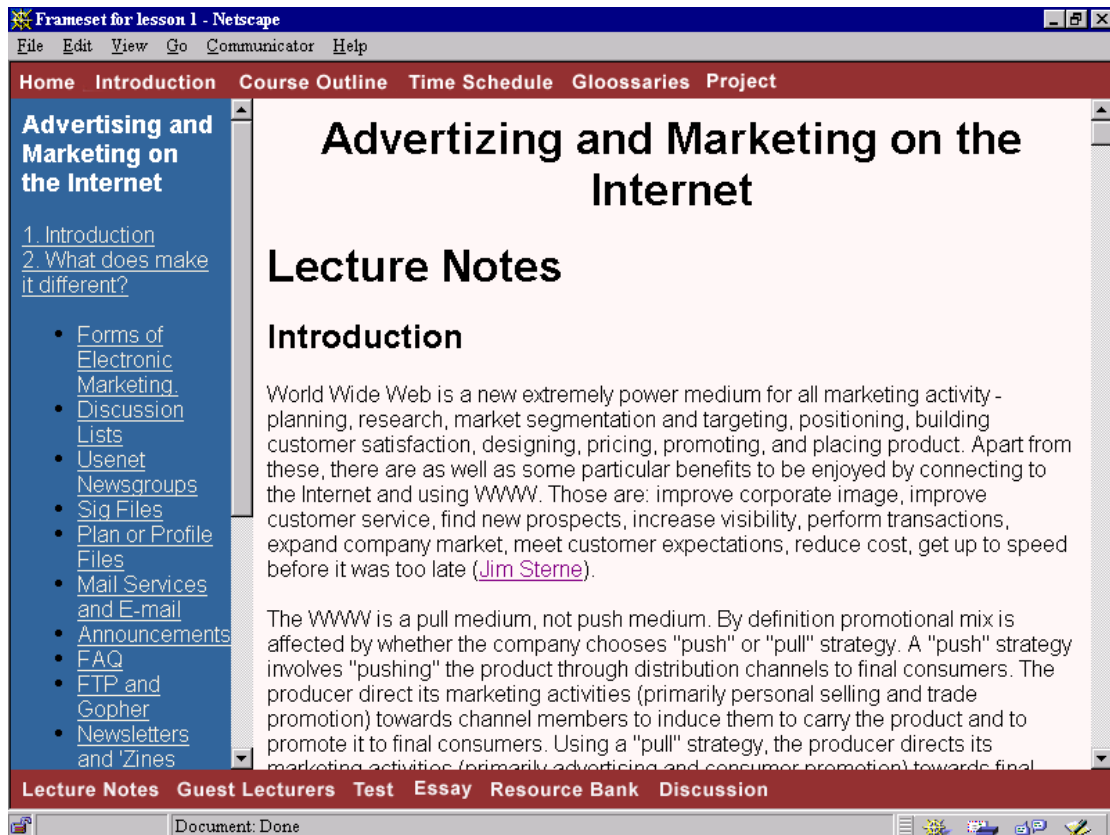 Frameset for lesson 1 - Netscape
File Edit View Go Communicator Help
Home Introduction Course Outline Time Schedule Gloossaries Project
Advertising and
Marketing on
the Internet
1. Introduction
2. What does make
it different?
Forms of
Electronic
Marketing.
Discussion
Lists
Usenet
Newsgroups
Sig Files
Plan or Profile
Files
Mail Services
and E-mail
Announcements
FAQ
FTP and
Gopher
Newsletters
and 'Zines
Advertizing and Marketing on the
Internet
Lecture Notes
Introduction
World Wide Web is a new extremely power medium for all marketing activity -
planning, research, market segmentation and targeting, positioning, building
customer satisfaction, designing, pricing, promoting, and placing product. Apart from
these, there are as well as some particular benefits to be enjoyed by connecting to
the Internet and using WWW. Those are: improve corporate image, improve
customer service, find new prospects, increase visibility, perform transactions,
expand company market, meet customer expectations, reduce cost, get up to speed
before it was too late (Jim Sterne).
The WWW is a pull medium, not push medium. By definition promotional mix is
affected by whether the company chooses "push" or "pull" strategy. A "push" strategy
involves "pushing" the product through distribution channels to final consumers. The
producer direct its marketing activities (primarily personal selling and trade
promotion) towards channel members to induce them to carry the product and to
promote it to final consumers. Using a "pull" strategy, the producer directs its
marketing activities (primarily advertising and consumer promotion) towards final
Lecture Notes Guest Lecturers Test Essay Resource Bank Discussion
Document: Done